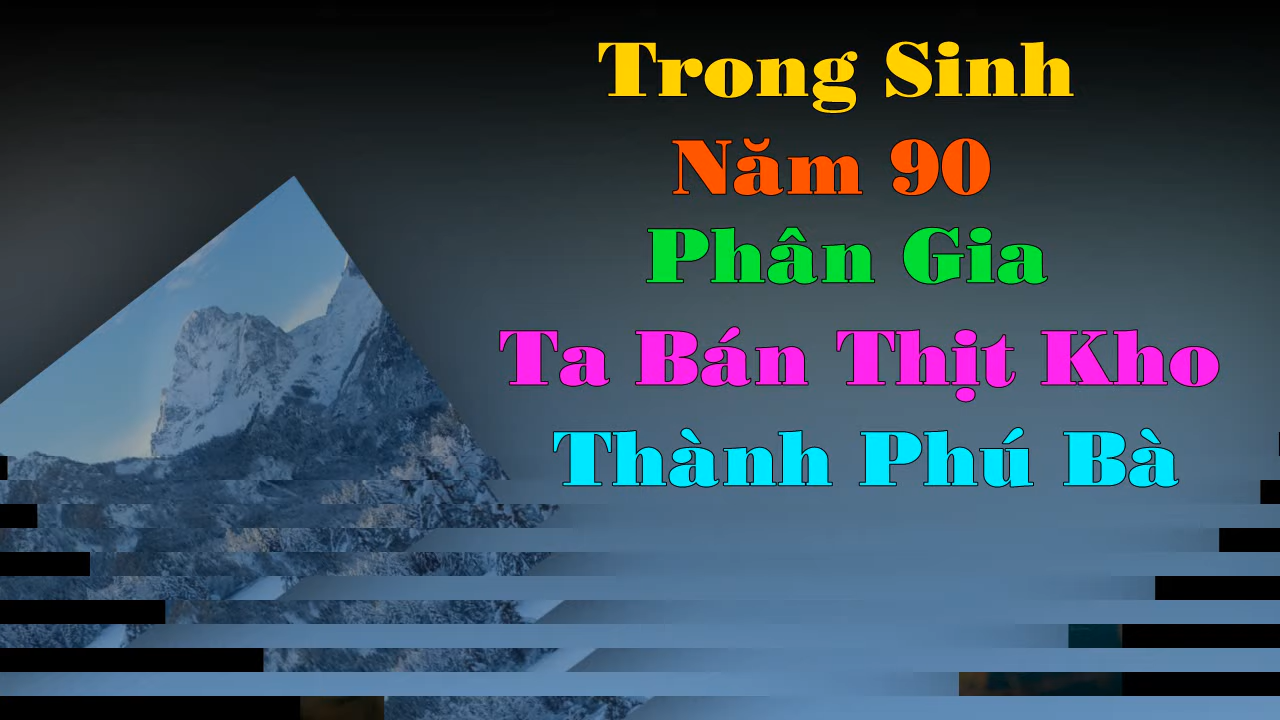 Trong Sinh
Năm 90
Phân Gia
Ta Bán Thịt Kho
Thành Phú Bà